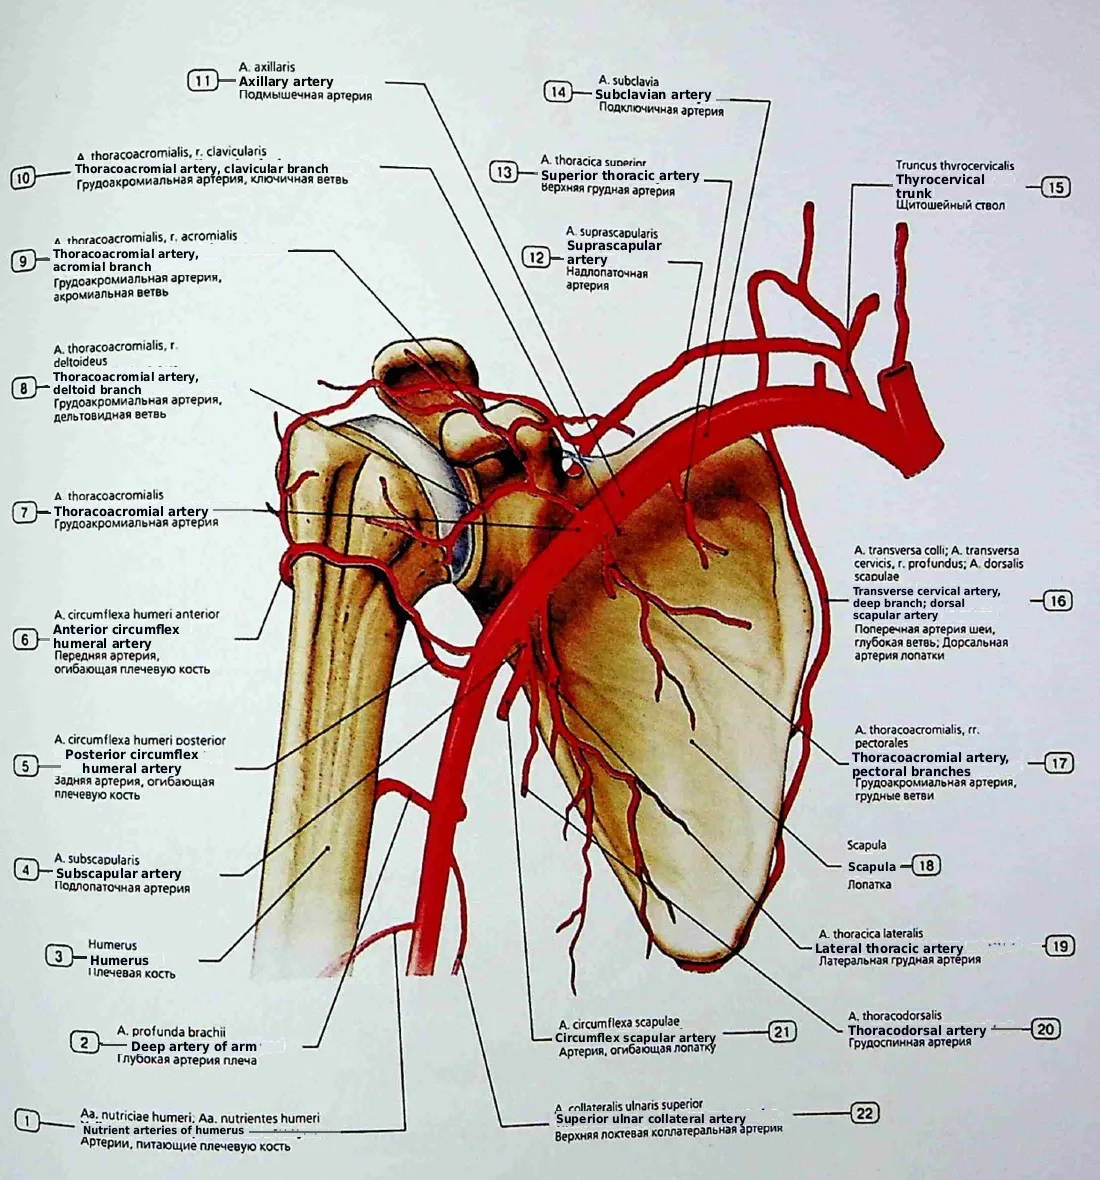 11
A. axillaris
Axillary artery
Подмышечная артерия
14
A. subclavia
Subclavian artery
Подключичная артерия
10
A. thoracoacromialis, r. clavicularis
Thoracoacromial artery, clavicular branch
Грудоакромиальная артерия, ключичная ветвь
13
A. thoracica superior
Superior thoracic artery
Верхняя грудная артерия
Truncus thyrocervicalis
Thyrocervical
trunk
Щитошейный ствол
15
9
A. thoracoacromialis, r. acromialis
Thoracoacromial artery,
acromial branch
Грудоакромиальная артерия,
акромиальная ветвь
12
A. suprascapularis
Suprascapular
artery
Надлопаточная
артерия
8
A. thoracoacromialis, r.
deltoideus
Thoracoacromial artery,
deltoid branch
Грудоакромиальная артерия,
дельтовидная ветвь
7
A. thoracoacromialis
Thoracoacromial artery
Грудоакромиальная артерия
A. transversa colli; A. transversa
cervicis, r. profundus; A. dorsalis
scapulae
Transverse cervical artery,
deep branch; dorsal
scapular artery
Поперечная артерия шеи,
глубокая ветвь; Дорсальная
артерия лопатки
16
6
A. circumflexa humeri anterior
Anterior circumflex
humeral artery
Передняя артерия,
огибающая плечевую кость
5
A. circumflexa humeri posterior
Posterior circumflex
humeral artery
Задняя артерия, огибающая
плечевую кость
A. thoracoacromialis, rr.
pectorales
Thoracoacromial artery,
pectoral branches
Грудоакромиальная артерия,
грудные ветви
17
4
A. subscapularis
Subscapular artery
Подлопаточная артерия
Scapula
Scapula
Лопатка
18
3
Humerus
Humerus
Плечевая кость
A. thoracica lateralis
Lateral thoracic artery
Латеральная грудная артерия
19
2
A. profunda brachii
Deep artery of arm
Глубокая артерия плеча
A. circumflexa scapulae
Circumflex scapular artery
Артерия, огибающая лопатку
21
A. thoracodorsalis
Thoracodorsal artery
Грудоспинная артерия
20
1
Aa. nutriciae humeri; Aa. nutrientes humeri
Nutrient arteries of humerus
Артерии, питающие плечевую кость
A. collateralis ulnaris superior
Superior ulnar collateral artery
Верхняя локтевая коллатеральная артерия
22